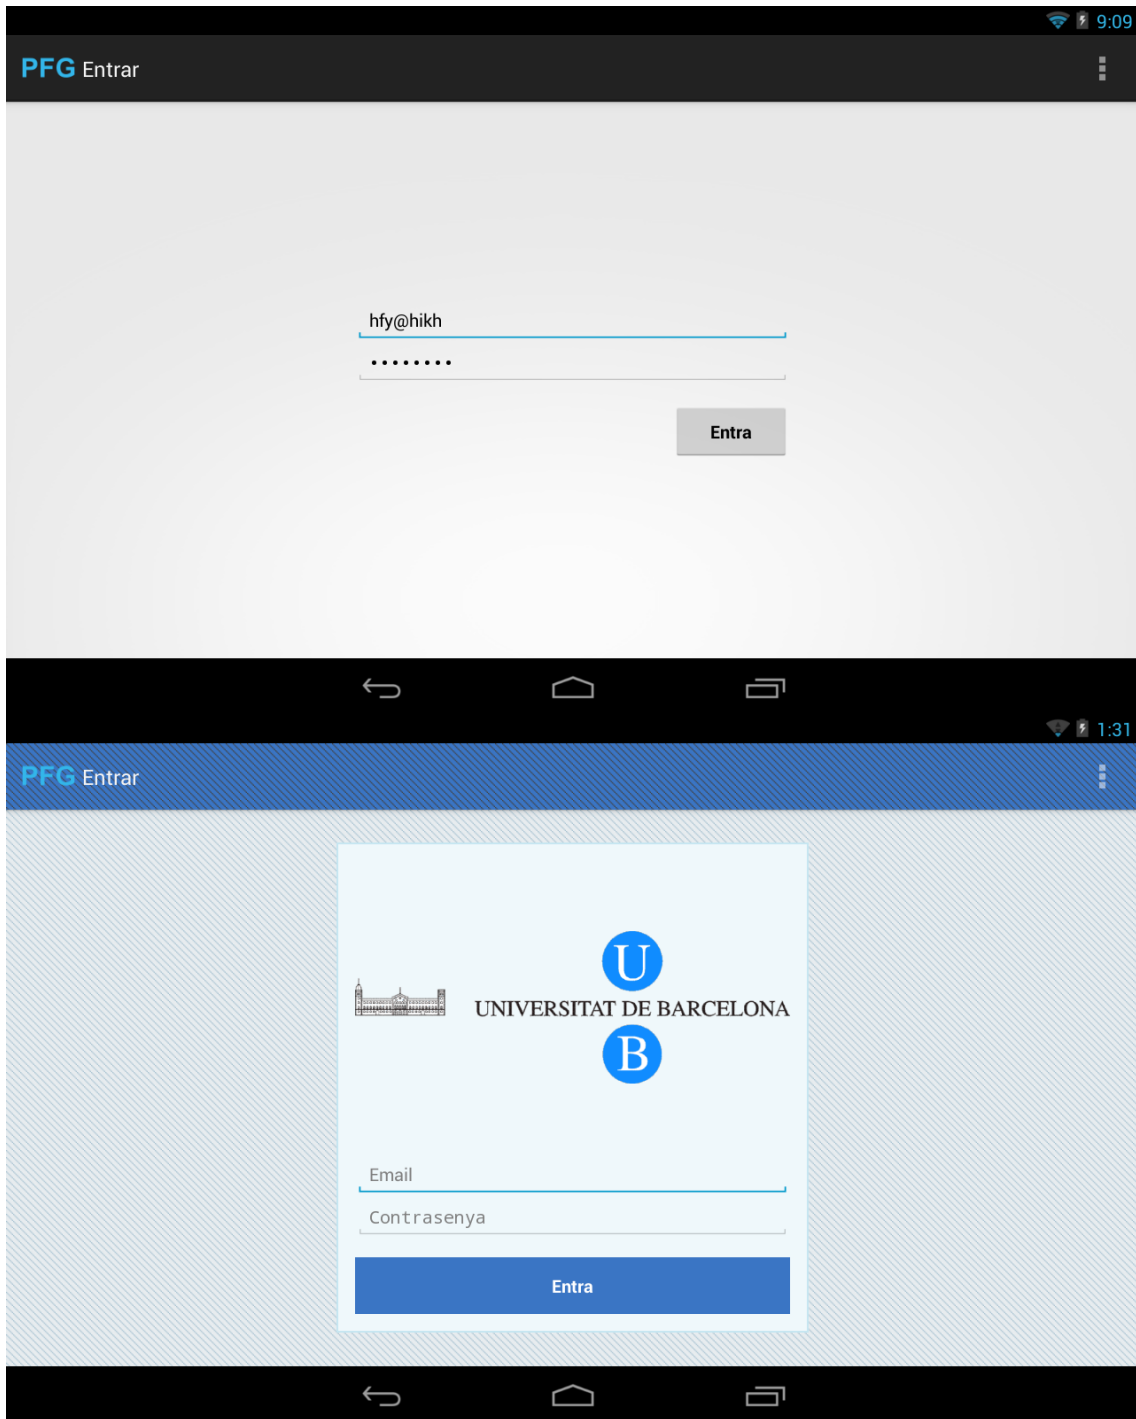 9:09
PFG Entrar
hfy@hikh
••••••••
Entra
1:31
PFG Entrar
U
UNIVERSITAT DE BARCELONA
B
Email
Contrasenya
Entra